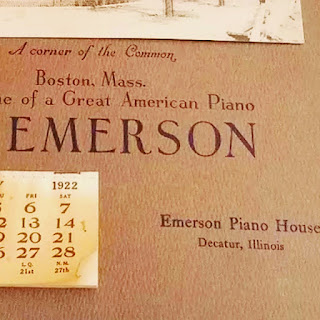 A corner of the Common,
Boston, Mass.
of a Great American Piano
EMERSON
1922
FRI SAT
6 7
13 14
20 21
27 28
L.Q. 21st N.M. 27th
Emerson Piano House
Decatur, Illinois